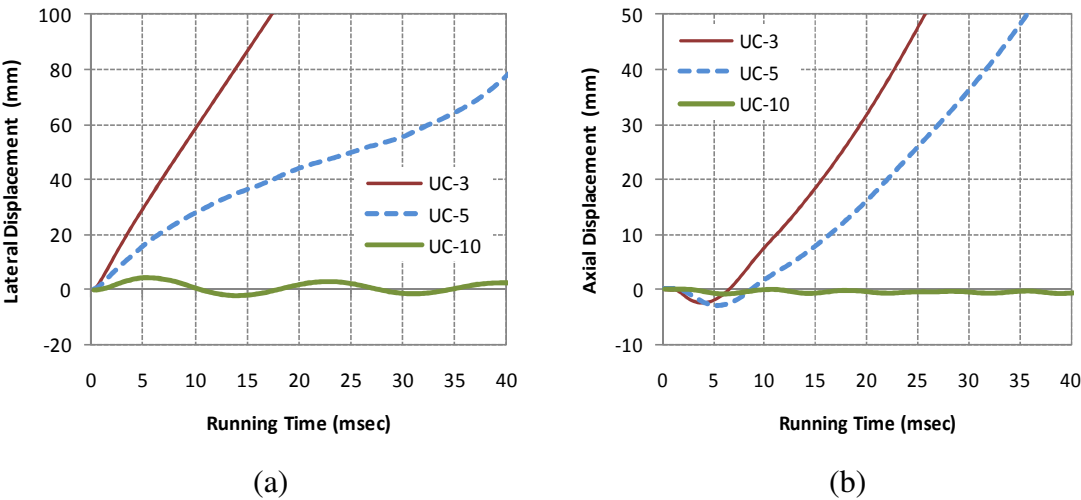 100
80
60
40
20
0
-20
Lateral Displacement (mm)
UC-3
UC-5
UC-10
0 5 10 15 20 25 30 35 40
Running Time (msec)
(a)
50
40
30
20
10
0
-10
Axial Displacement (mm)
UC-3
UC-5
UC-10
0 5 10 15 20 25 30 35 40
Running Time (msec)
(b)